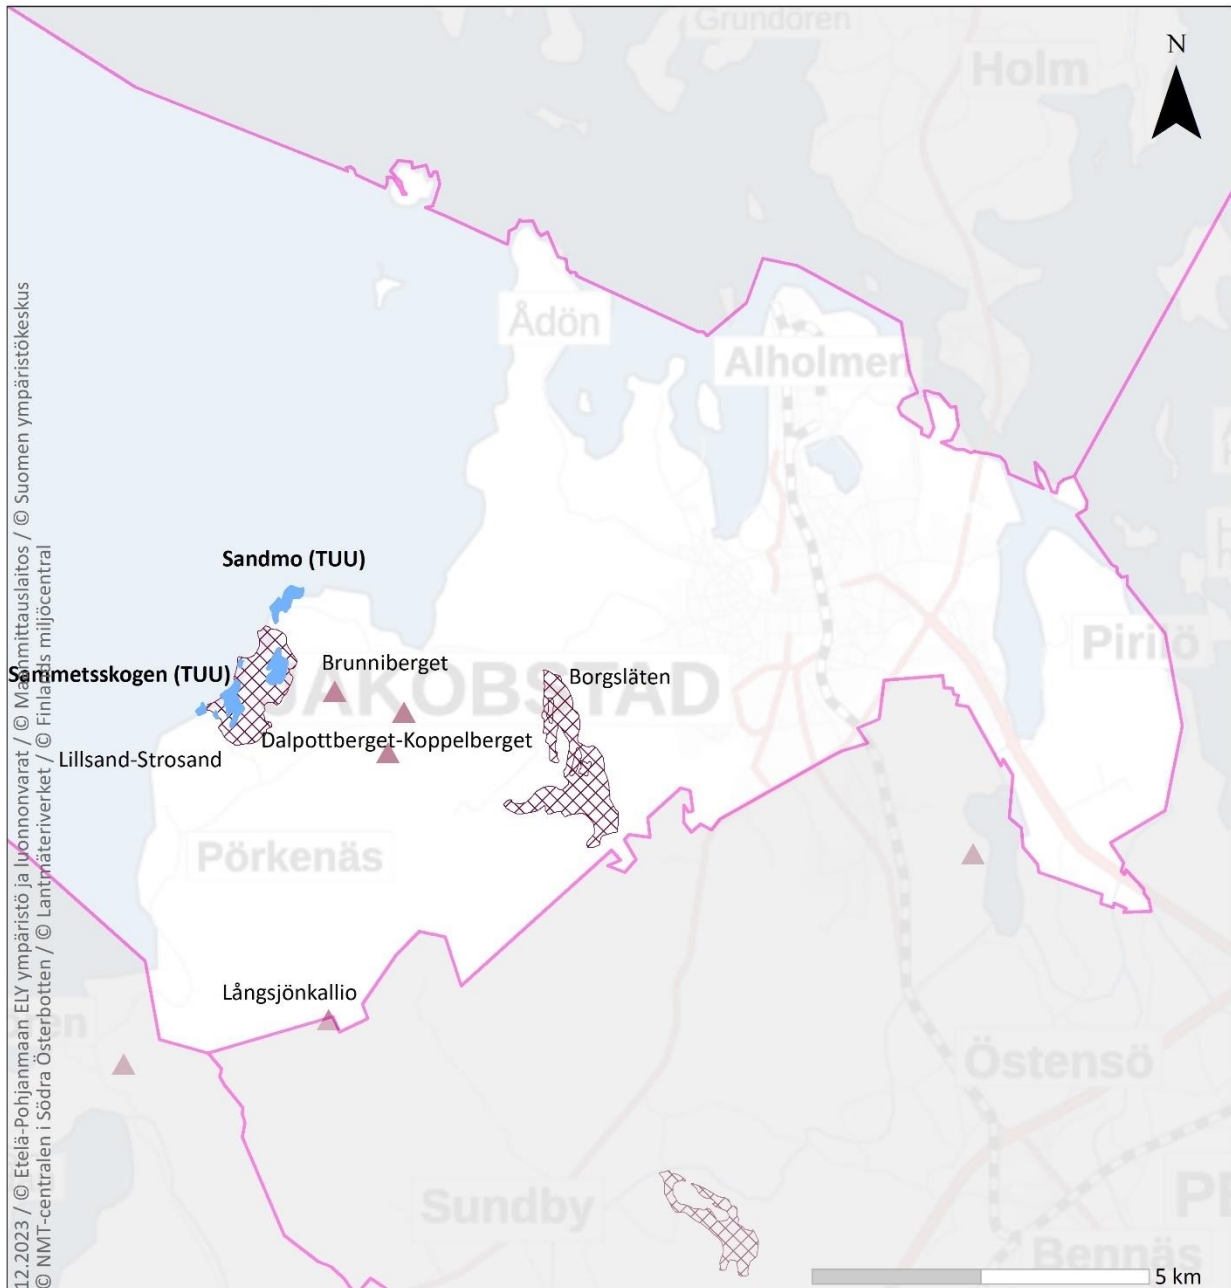 Grundören
Holm
N
Ådön
Alholmen
Sandmo (TUU)
Pirilö
Sammetsskogen (TUU)
Brunniberget
Borgsläten
JAKOBSTAD
Dalpottberget-Koppelberget
Lillsand-Strosand
Pörkenäs
Långsjönkallio
Östensö
Sundby
Bennäs
5 km
12.2023 / © Etelä-Pohjanmaan ELY ympäristö ja luonnonvarat / © Maanmittauslaitos / © Suomen ympäristökeskus
© NMT-centralen i Södra Österbotten / © Lantmäteriverket / © Finlands miljöcentral